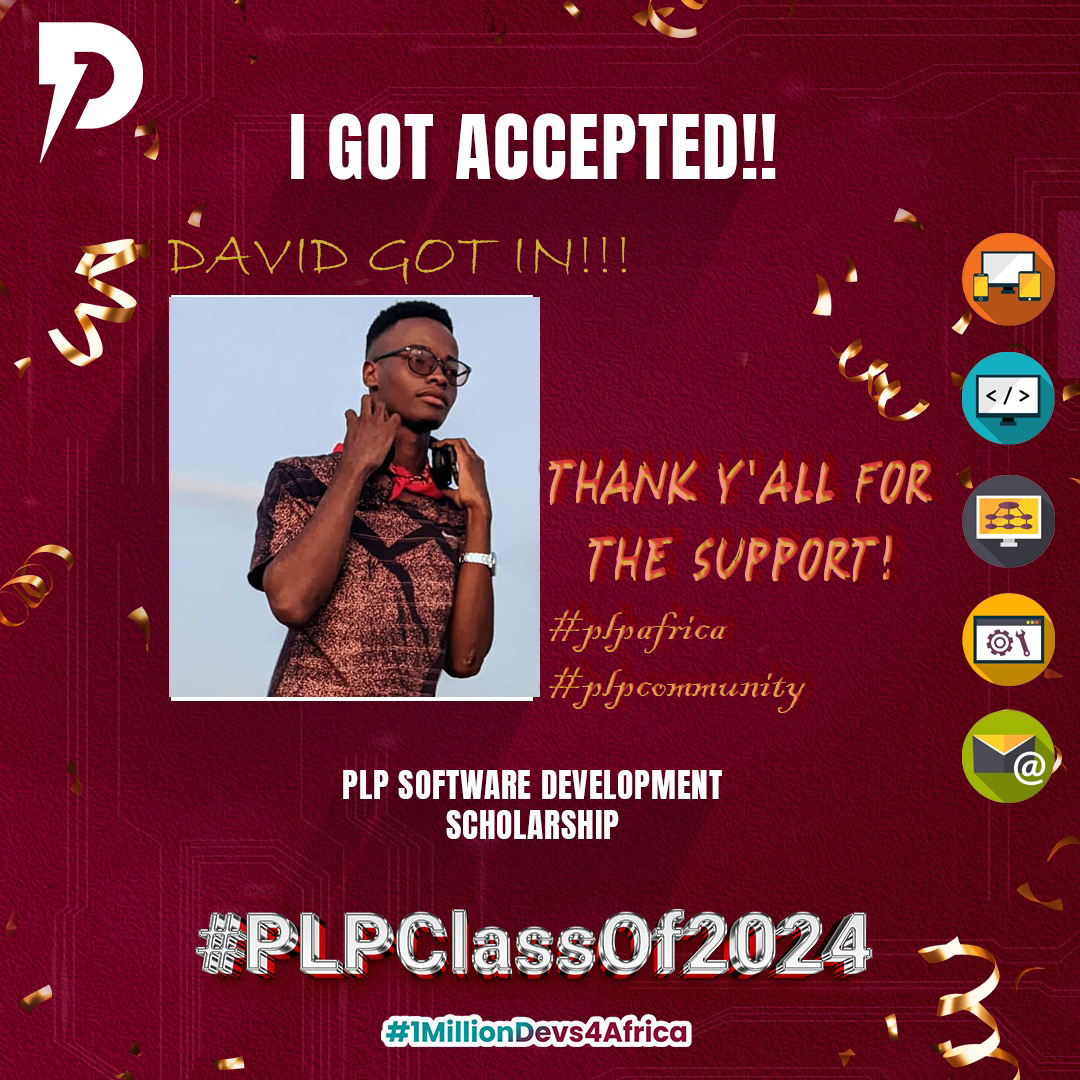 I GOT ACCEPTED!!
DAVID GOT IN!!!
THANK Y'ALL FOR
THE SUPPORT!
#plpafrica
#plpcommunity
</>
@
PLP SOFTWARE DEVELOPMENT
SCHOLARSHIP
#PLPClassOf2024
#1MillionDevs4Africa